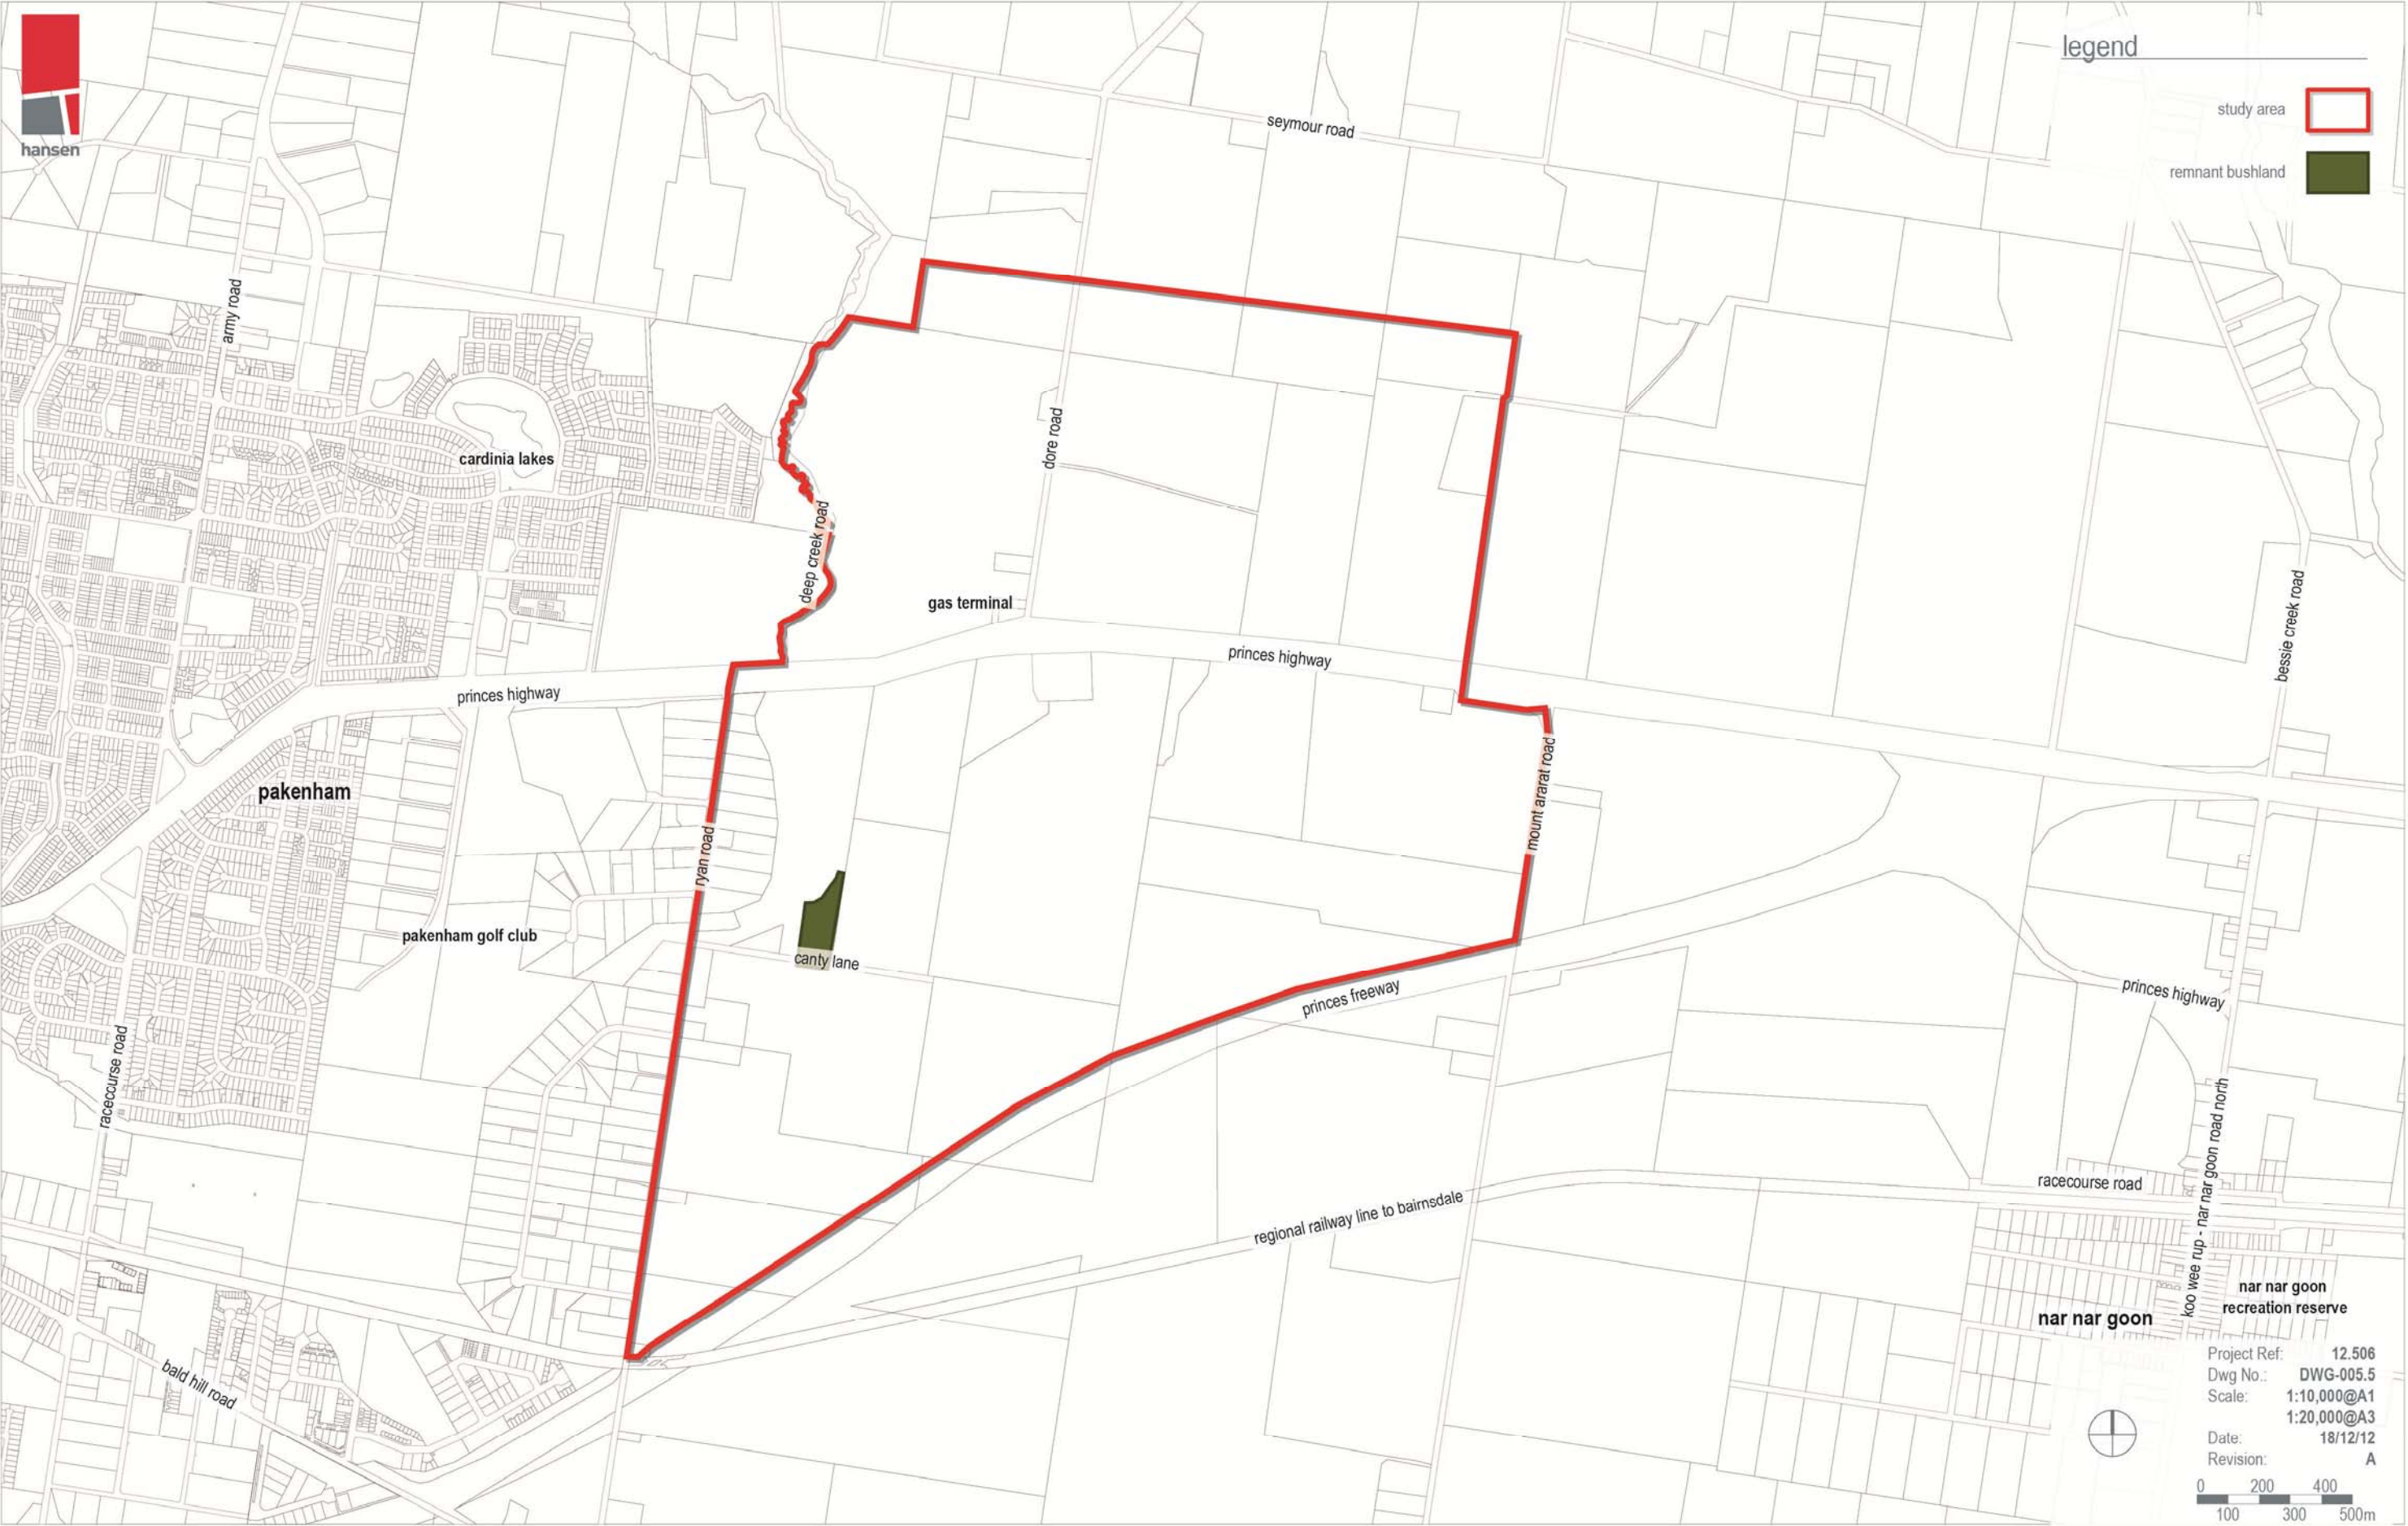 legend
study area
remnant bushland
hansen
seymour road
army road
cardinia lakes
dore road
deep creek road
gas terminal
princes highway
princes highway
bessie creek road
pakenham
ryan road
mount ararat road
pakenham golf club
canty lane
princes freeway
princes highway
racecourse road
regional railway line to bairnsdale
racecourse road
koo wee rup - nar nar goon road north
nar nar goon
nar nar goon
recreation reserve
bald hill road
Project Ref: 12.506
Dwg No.: DWG-005.5
Scale: 1:10,000@A1
1:20,000@A3
Date: 18/12/12
Revision: A
0 200 400
100 300 500m